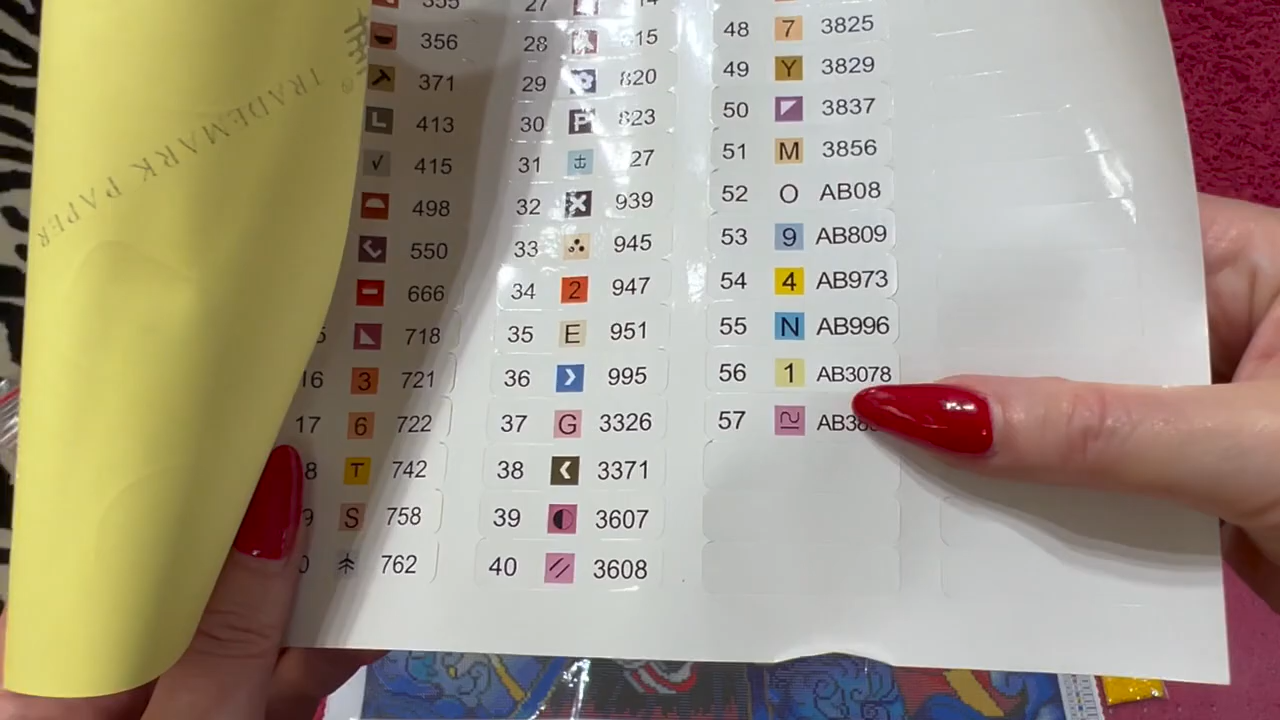 TRADEMARK PAPER
®
355
356
371
L 413
√ 415
498
550
666
718
16 3 721
17 6 722
T 742
S 758
762
27
28
29 820
30 P 823
31 27
32 939
33 945
34 2 947
35 E 951
36 995
37 G 3326
38 3371
39 3607
40 3608
48 7 3825
49 Y 3829
50 3837
51 M 3856
52 O AB08
53 9 AB809
54 4 AB973
55 N AB996
56 1 AB3078
57